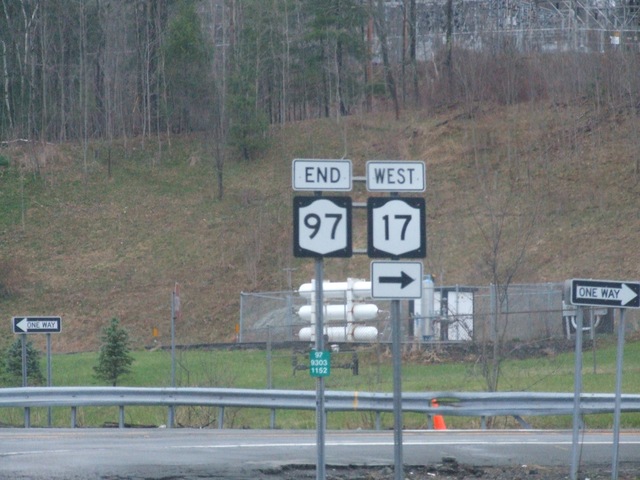 END
WEST
97
17
ONE WAY
ONE WAY
97
9303
1152